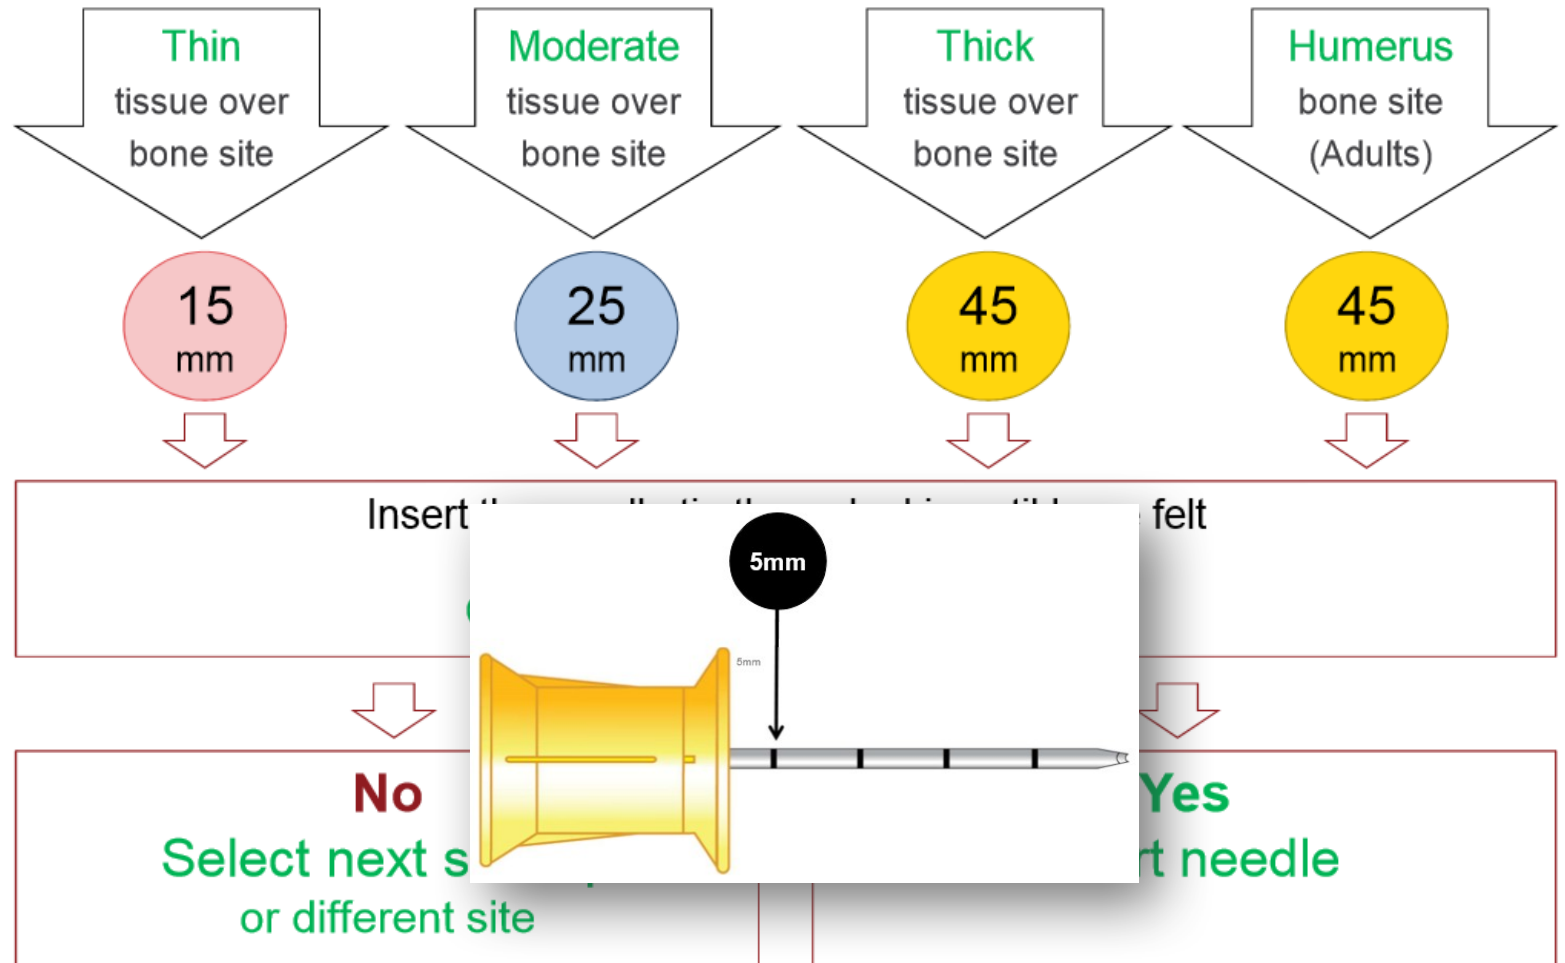 Thin
tissue over
bone site
Moderate
tissue over
bone site
Thick
tissue over
bone site
Humerus
bone site
(Adults)
15
mm
25
mm
45
mm
45
mm
Insert felt
5mm
5mm
No
Select next
or different site
Yes
needle